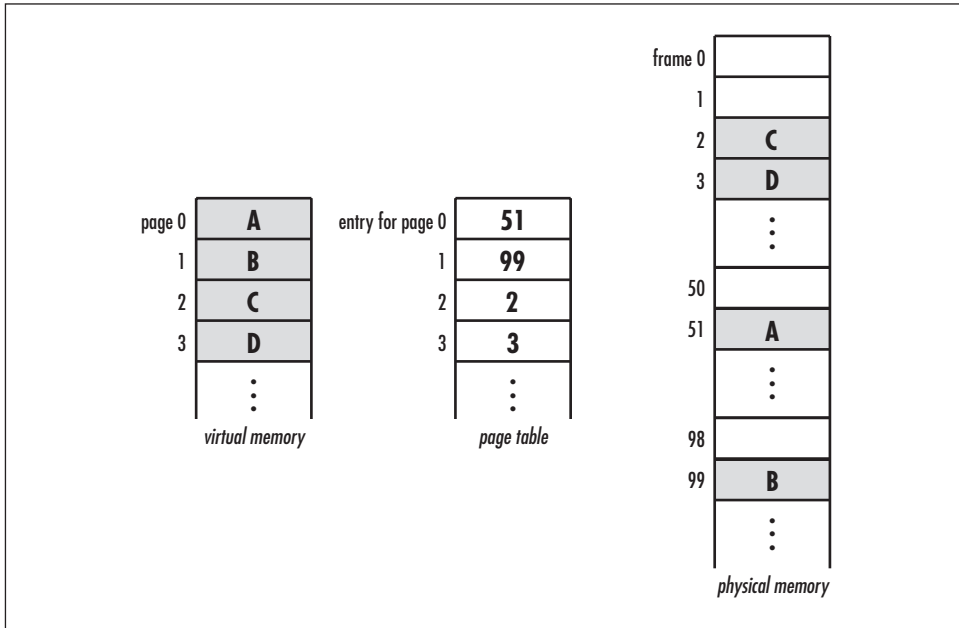 page 0 A
1 B
2 C
3 D
virtual memory
entry for page 0 51
1 99
2 2
3 3
page table
frame 0
1
2 C
3 D
50
51 A
98
99 B
physical memory